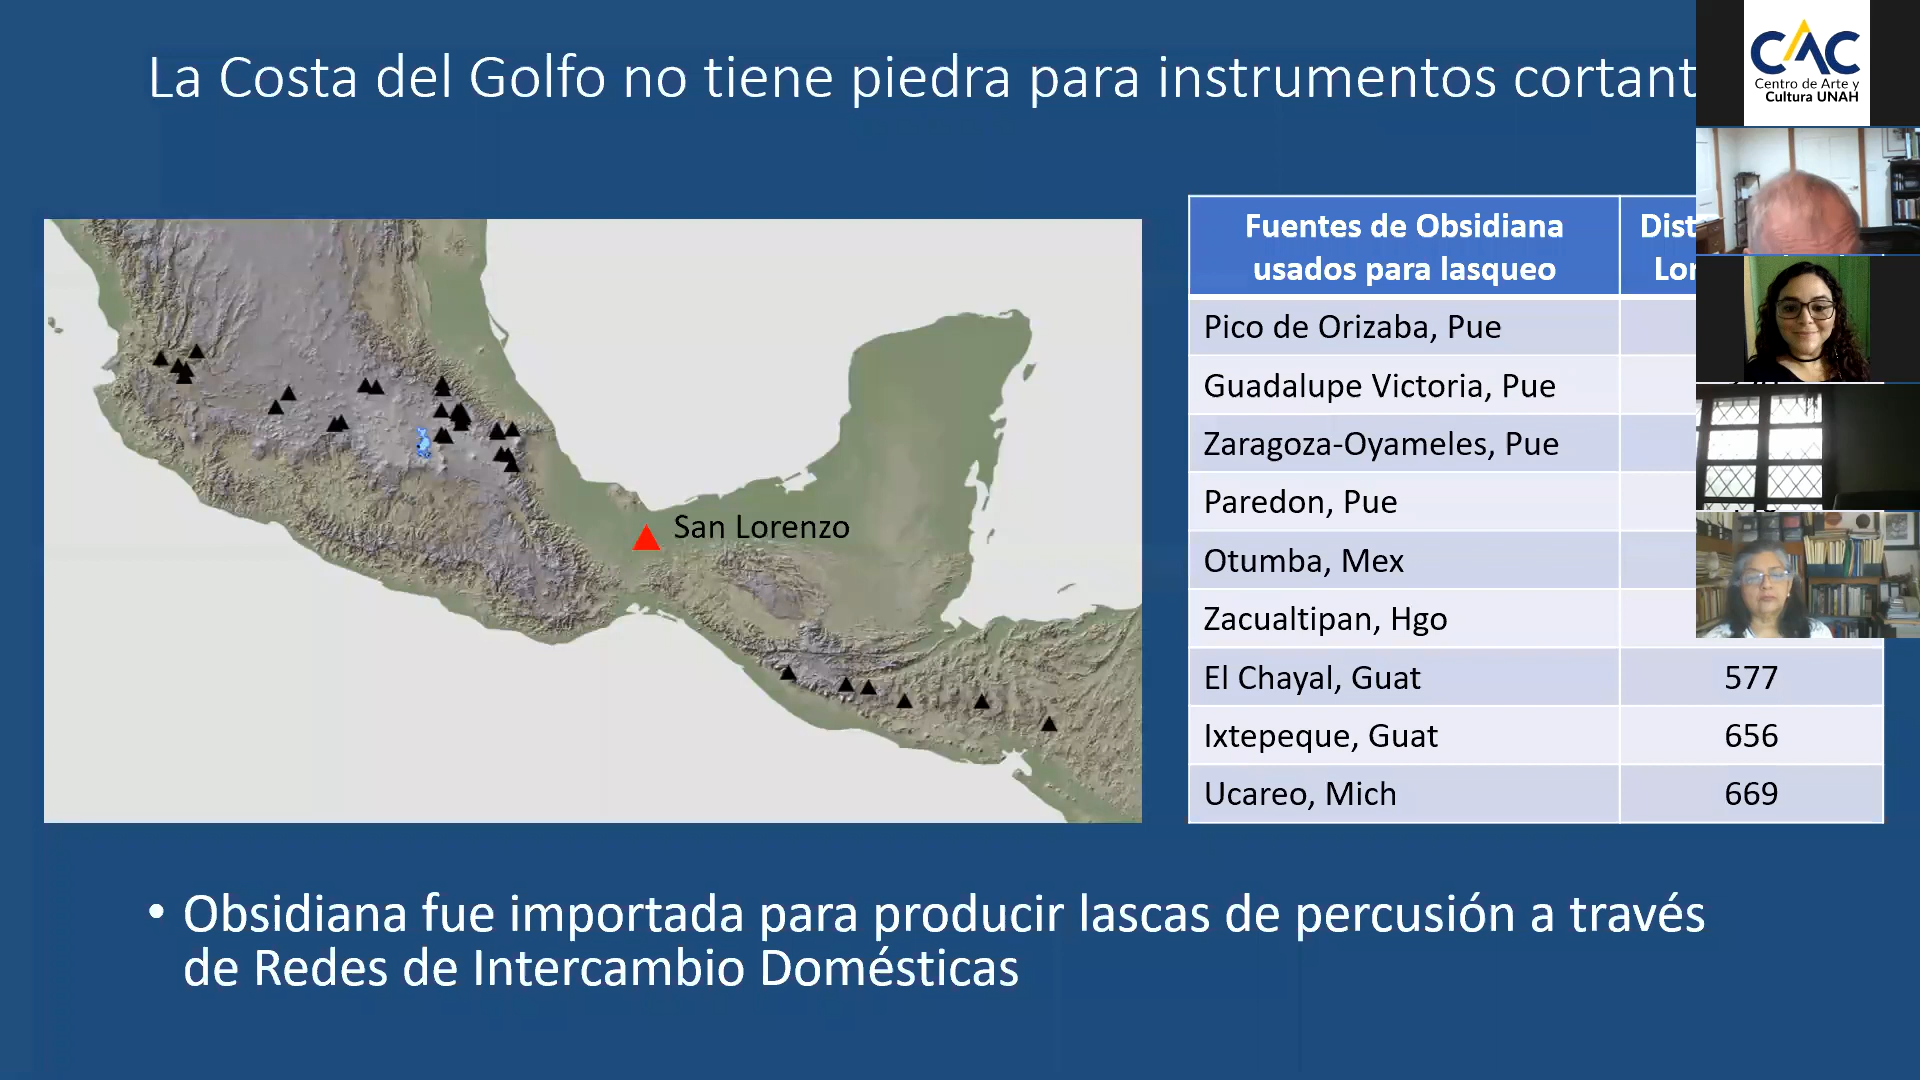 La Costa del Golfo no tiene piedra para instrumentos cortant
CAC
Centro de Arte y
Cultura UNAH
San Lorenzo
Fuentes de Obsidiana
usados para lasqueo
Dist
Lor
Pico de Orizaba, Pue
Guadalupe Victoria, Pue
Zaragoza-Oyameles, Pue
Paredon, Pue
Otumba, Mex
Zacualtipan, Hgo
El Chayal, Guat 577
Ixtepeque, Guat 656
Ucareo, Mich 669
• Obsidiana fue importada para producir lascas de percusión a través
de Redes de Intercambio Domésticas